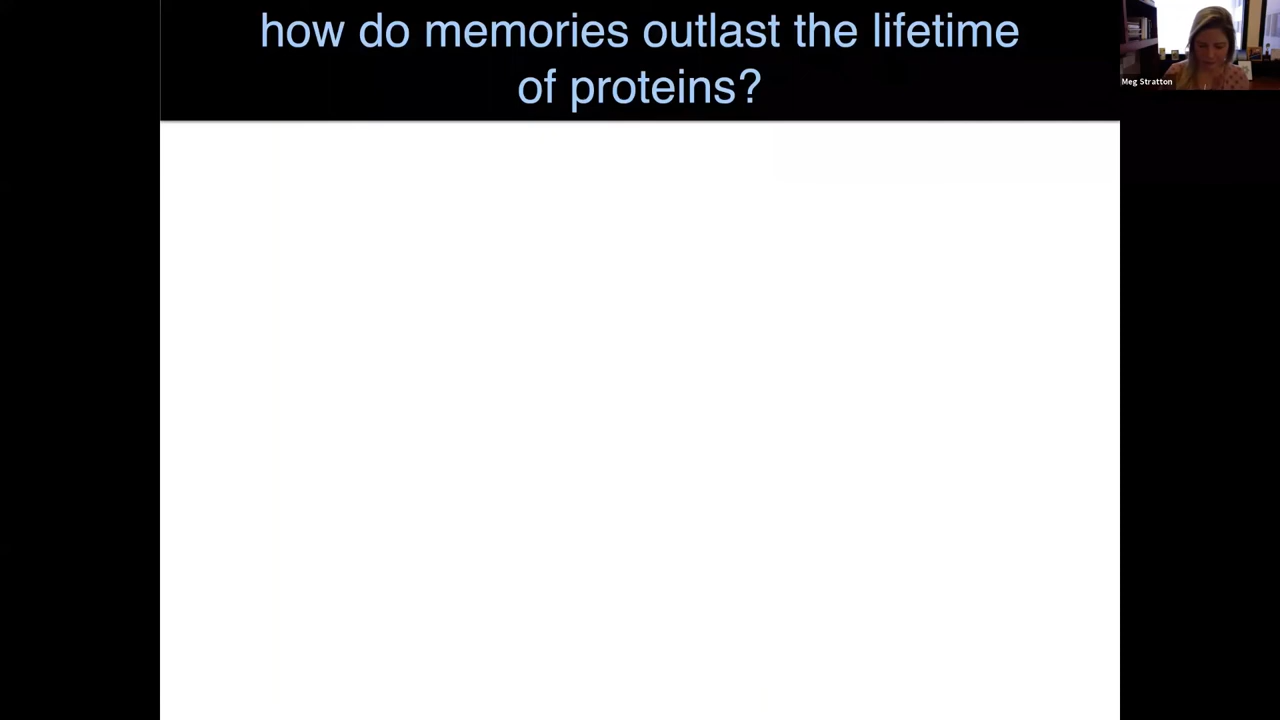 how do memories outlast the lifetime
of proteins?
Meg Stratton